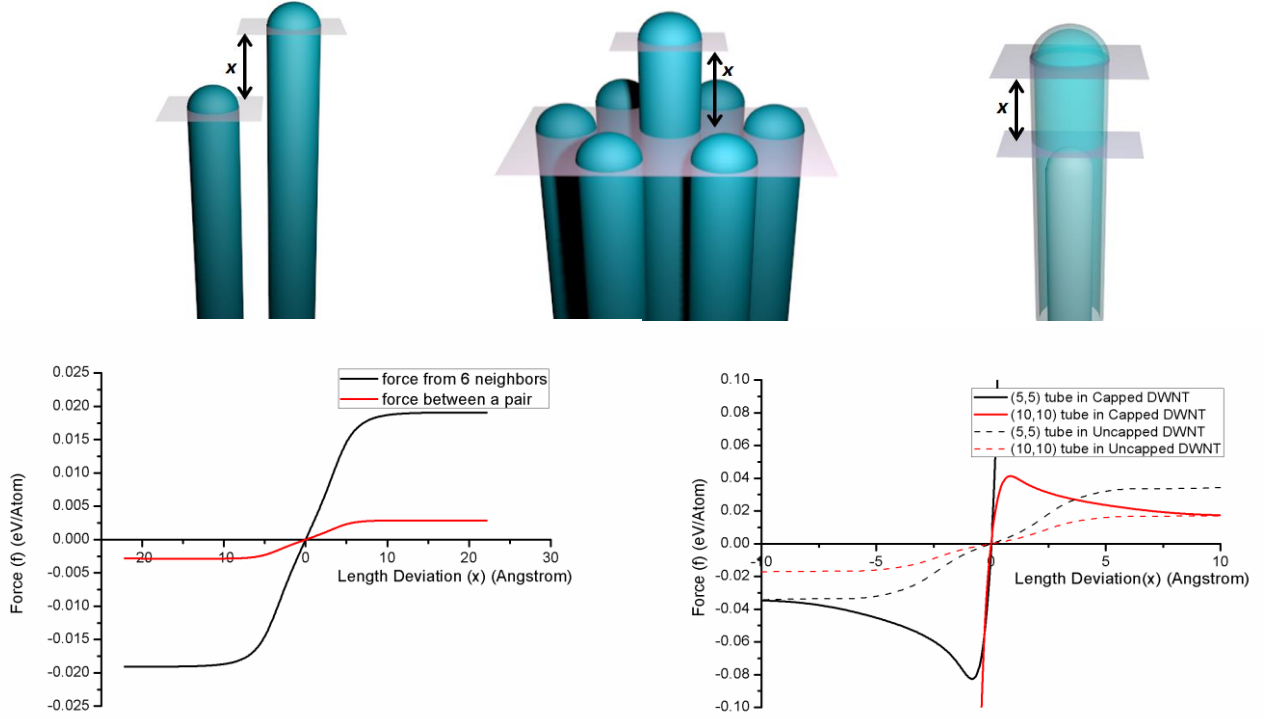 x
x
x
0.025
0.020
0.015
0.010
0.005
0.000
-0.005
-0.010
-0.015
-0.020
-0.025
Force (f) (eV/Atom)
force from 6 neighbors
force between a pair
-20
-10
0
10
20
30
Length Deviation (x) (Angstrom)
0.10
0.08
0.06
0.04
0.02
0.00
-0.02
-0.04
-0.06
-0.08
-0.10
Force (f) (eV/Atom)
(5,5) tube in Capped DWNT
(10,10) tube in Capped DWNT
(5,5) tube in Uncapped DWNT
(10,10) tube in Uncapped DWNT
-10
-5
0
5
10
Length Deviation(x) (Angstrom)